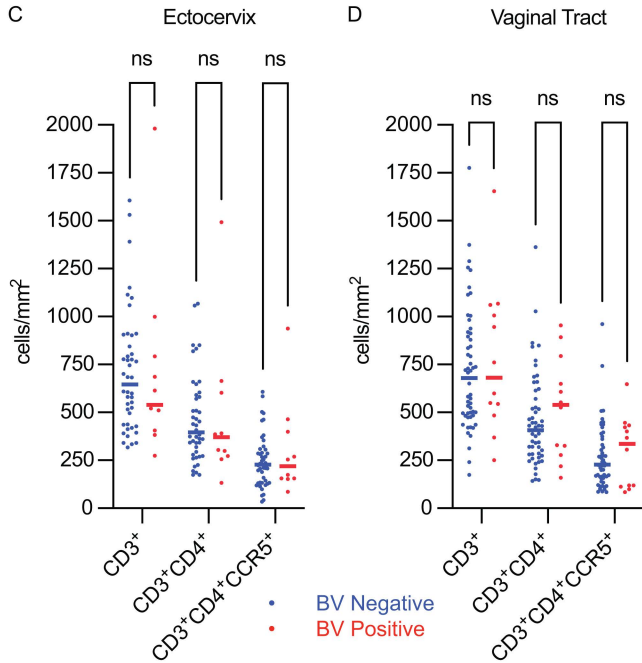 C
Ectocervix
ns
ns
ns
cells/mm²
2000
1750
1500
1250
1000
750
500
250
0
CD3⁺
CD3⁺CD4⁺
CD3⁺CD4⁺CCR5⁺
D
Vaginal Tract
ns
ns
ns
cells/mm²
2000
1750
1500
1250
1000
750
500
250
0
CD3⁺
CD3⁺CD4⁺
CD3⁺CD4⁺CCR5⁺
BV Negative
BV Positive